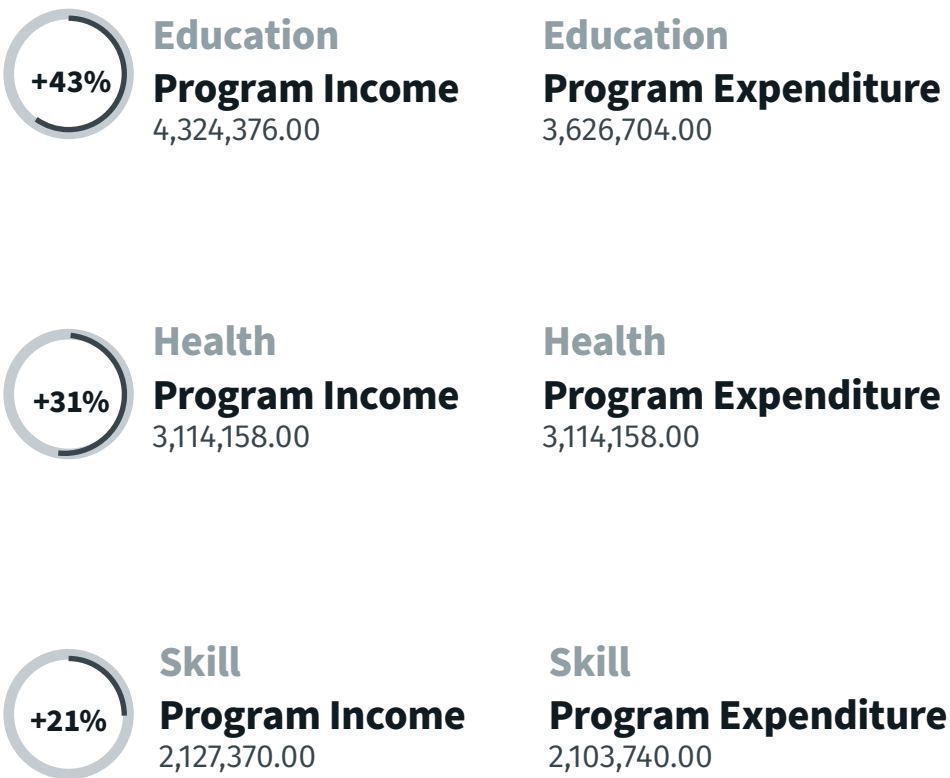 Education
Education
+43%
Program Income
Program Expenditure
4,324,376.00
3,626,704.00
Health
Health
+31%
Program Income
Program Expenditure
3,114,158.00
3,114,158.00
Skill
Skill
+21%
Program Income
Program Expenditure
2,127,370.00
2,103,740.00